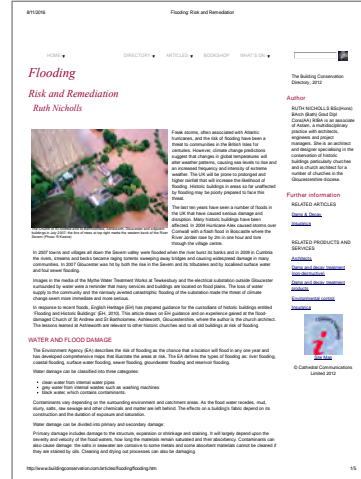 8/11/2016
Flooding: Risk and Remediation
HOME
DIRECTORY
ARTICLES
BOOKSHOP
WHAT'S ON
Flooding
Risk and Remediation
Ruth Nicholls
Freak storms, often associated with Atlantic
hurricanes, and the risk of flooding have been a
threat to communities in the British Isles for
centuries. However, climate change predictions
suggest that changes in global temperatures will
alter weather patterns, causing sea levels to rise and
an increased frequency and intensity of extreme
weather. The UK will be prone to prolonged and
higher rainfall that will increase the likelihood of
flooding. Historic buildings in areas so far unaffected
by flooding may be poorly prepared to face this
threat.
The last ten years have seen a number of floods in
the UK that have caused serious damage and
disruption. Many historic buildings have been
affected. In 2004 Hurricane Alex caused storms over
Cornwall with a flash flood in Boscastle where the
River Jordan rose by 2m in one hour and tore
through the village centre.
buildings in July 2007: the line of trees at top right marks the western bank of the River
Severn
In 2007 towns and villages all down the Severn valley were flooded when the river burst its banks and in 2009 in Cumbria
the rivers, streams and becks became raging torrents sweeping away bridges and causing widespread damage in many
communities. In 2007 Gloucester was hit by both the rise in the Severn and its tributaries and by localised surface water
and foul sewer flooding.
Images in the media of the Mythe Water Treatment Works at Tewkesbury and the electrical substation outside Gloucester
surrounded by water were a reminder that many services and buildings are located on flood plains. The loss of water
supply to the community and the narrowly averted catastrophic flooding of the substation made the threat of climate
change seem more immediate and more serious.
In response to recent floods, English Heritage (EH) has prepared guidance for the custodians of historic buildings entitled
'Flooding and Historic Buildings' (EH, 2010). This article draws on EH guidance and on experience gained at the flood-
damaged Church of St Andrew and St Bartholomew, Ashleworth, Gloucestershire, where the author is the church architect.
The lessons learned at Ashleworth are relevant to other historic churches and to all old buildings at risk of flooding.
WATER AND FLOOD DAMAGE
The Environment Agency (EA) describes the risk of flooding as the chance that a location will flood in any one year and
has developed comprehensive maps that illustrate the areas at risk. The EA defines the types of flooding as: river flooding,
coastal flooding, surface water flooding, sewer flooding, groundwater flooding and reservoir flooding.
Water damage can be classified into three categories:
• clean water from internal water pipes
• grey water from internal wastes such as washing machines
• black water, which contains contaminants.
Contaminants vary depending on the surrounding environment and catchment areas. As the flood water recedes, mud,
slurry, salts, raw sewage and other chemicals and matter are left behind. The effects on a building's fabric depend on its
construction and the duration of exposure and saturation.
Water damage can be divided into primary and secondary damage:
Primary damage includes damage to the structure, expansion or shrinkage and staining. It will largely depend upon the
severity and velocity of the flood waters, how long the materials remain saturated and their absorbency. Contaminants can
also cause damage: the salts in seawater are corrosive to some metals and some absorbent materials cannot be cleaned if
they are stained by oils. Cleaning and drying out processes can also be damaging.
The Building Conservation
Directory, 2012
Author
RUTH NICHOLLS BSc(Hons)
BArch (Bath) Grad Dipl
Cons(AA) RIBA is an associate
of Astam, a multidisciplinary
practice with architects,
engineers and project
managers. She is an architect
and designer specialising in the
conservation of historic
buildings particularly churches
and is church architect for a
number of churches in the
Gloucestershire diocese.
Further information
RELATED ARTICLES
Damp & Decay
Insurance
RELATED PRODUCTS AND
SERVICES
Architects
Damp and decay treatment
(non-destructive)
Damp and decay treatment
products
Environmental control
Insurance
Site Map
© Cathedral Communications
Limited 2012
http://www.buildingconservation.com/articles/flooding/flooding.htm
1/5